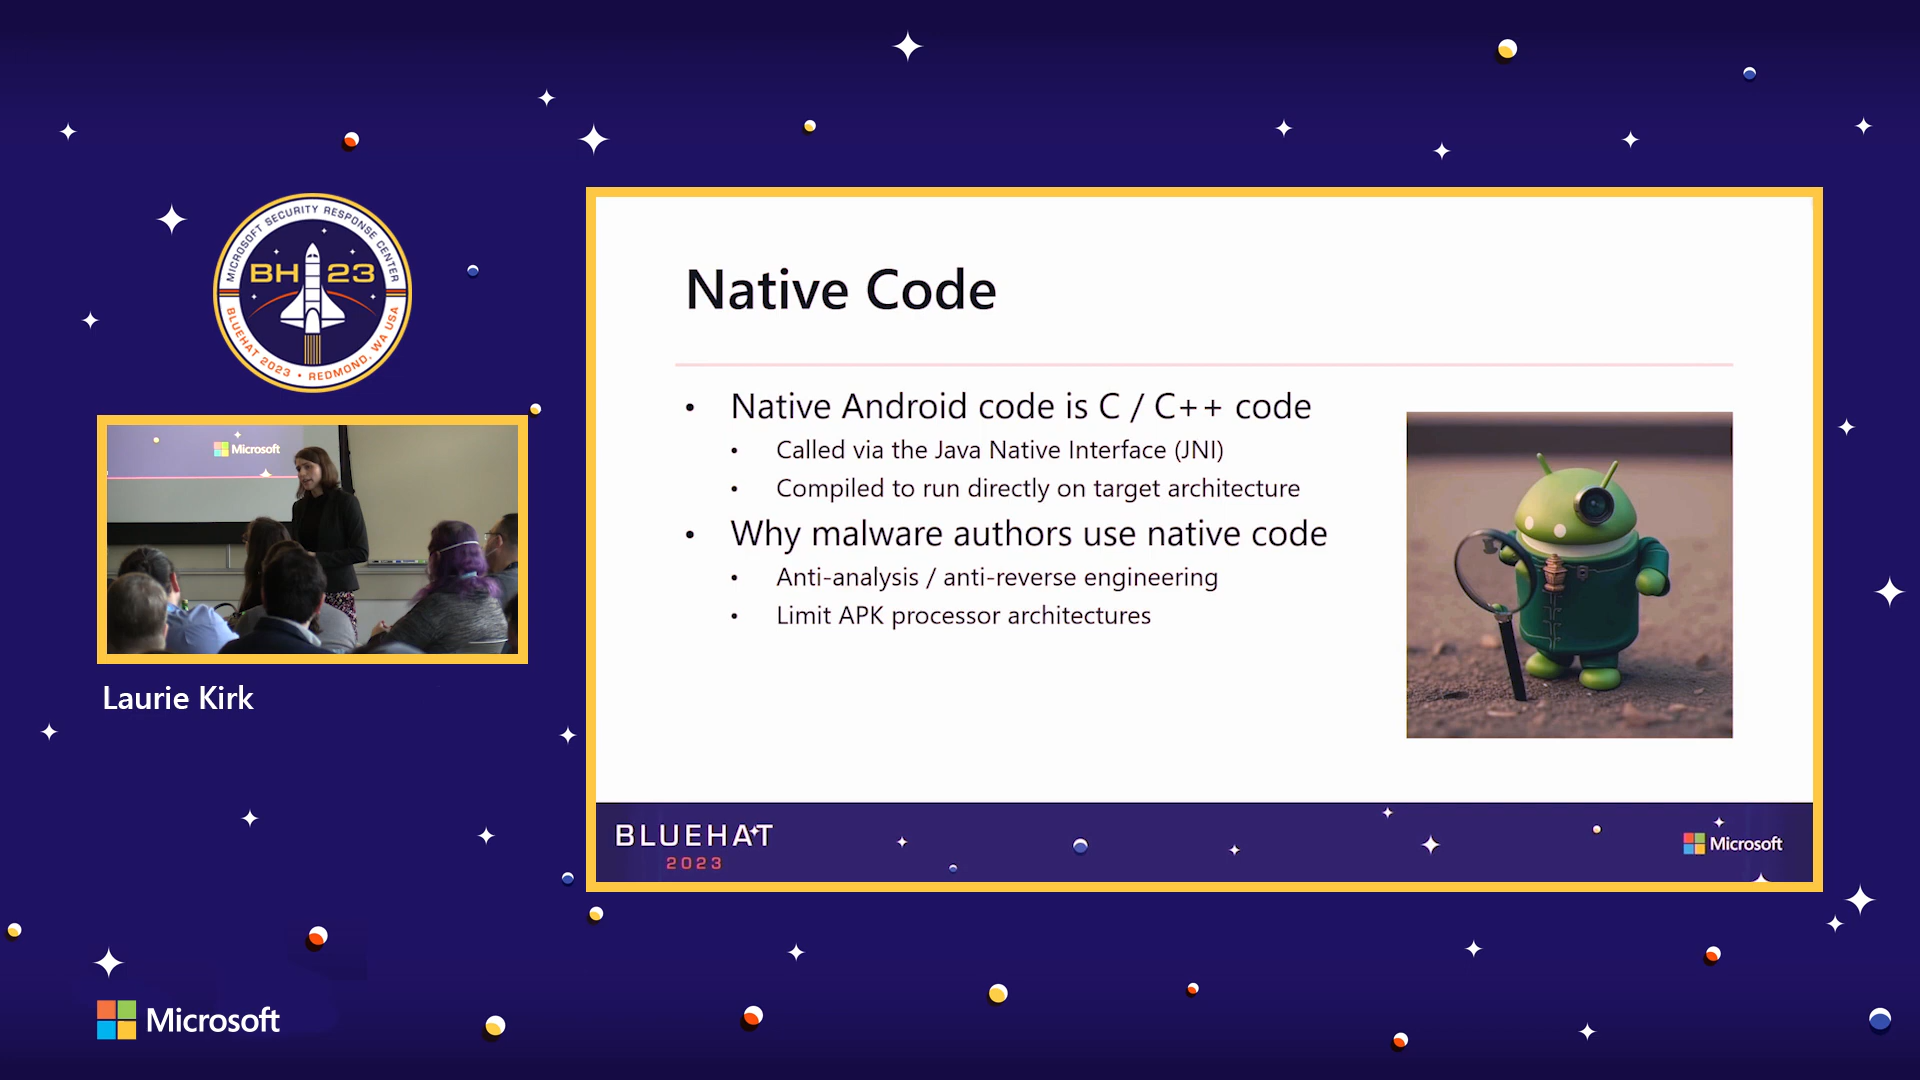 MICROSOFT SECURITY RESPONSE CENTER
BH 23
BLUEHAT 2023 • REDMOND, WA USA
Microsoft
Laurie Kirk
Native Code
• Native Android code is C / C++ code
• Called via the Java Native Interface (JNI)
• Compiled to run directly on target architecture
• Why malware authors use native code
• Anti-analysis / anti-reverse engineering
• Limit APK processor architectures
BLUEHAT
2023
Microsoft
Microsoft